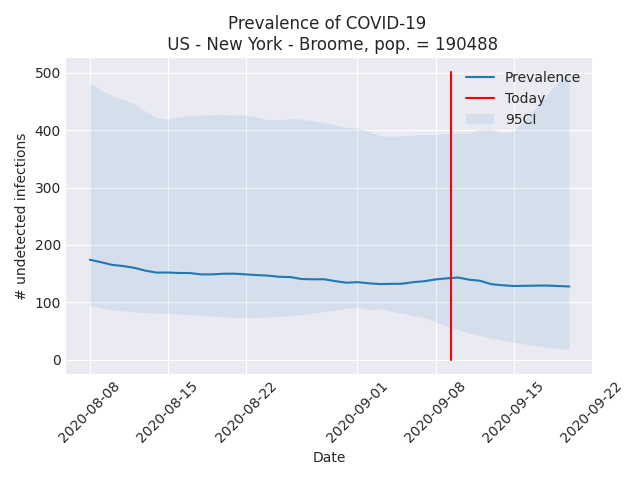 Prevalence of COVID-19
US - New York - Broome, pop. = 190488
500
400
300
200
100
0
# undetected infections
Prevalence
Today
95CI
2020-08-08
2020-08-15
2020-08-22
2020-09-01
2020-09-08
2020-09-15
2020-09-22
Date